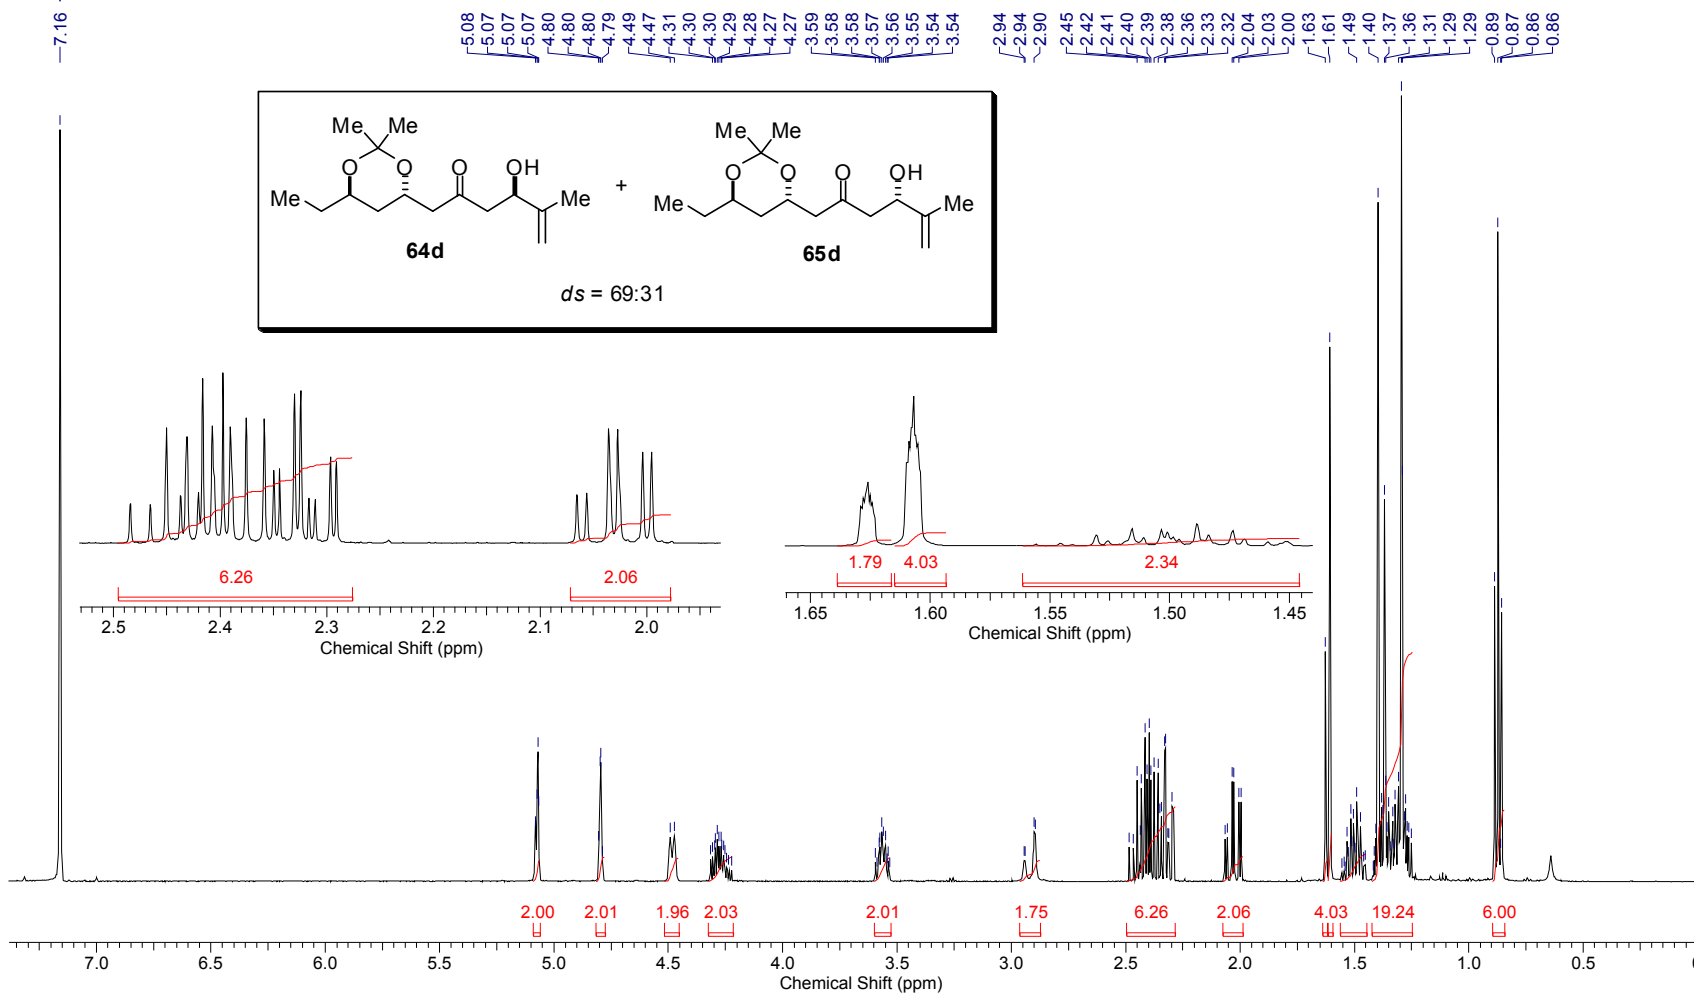 7.16
5.08 5.07 5.07 5.07 4.80 4.80 4.80 4.79 4.49 4.47 4.31 4.30 4.30 4.29 4.28 4.27 4.27 3.59 3.58 3.58 3.57 3.56 3.55 3.54 3.54 2.94 2.94 2.90 2.45 2.42 2.41 2.40 2.39 2.38 2.36 2.33 2.32 2.04 2.03 2.00 1.63 1.61 1.49 1.40 1.37 1.36 1.31 1.29 1.29 0.89 0.87 0.86 0.86
Me Me Me Me
O O O OH O O O OH
Me Me + Me Me
64d 65d
ds = 69:31
6.26 2.06
2.5 2.4 2.3 2.2 2.1 2.0
Chemical Shift (ppm)
1.79 4.03 2.34
1.65 1.60 1.55 1.50 1.45
Chemical Shift (ppm)
2.00 2.01 1.96 2.03 2.01 1.75 6.26 2.06 4.03 19.24 6.00
7.0 6.5 6.0 5.5 5.0 4.5 4.0 3.5 3.0 2.5 2.0 1.5 1.0 0.5
Chemical Shift (ppm)